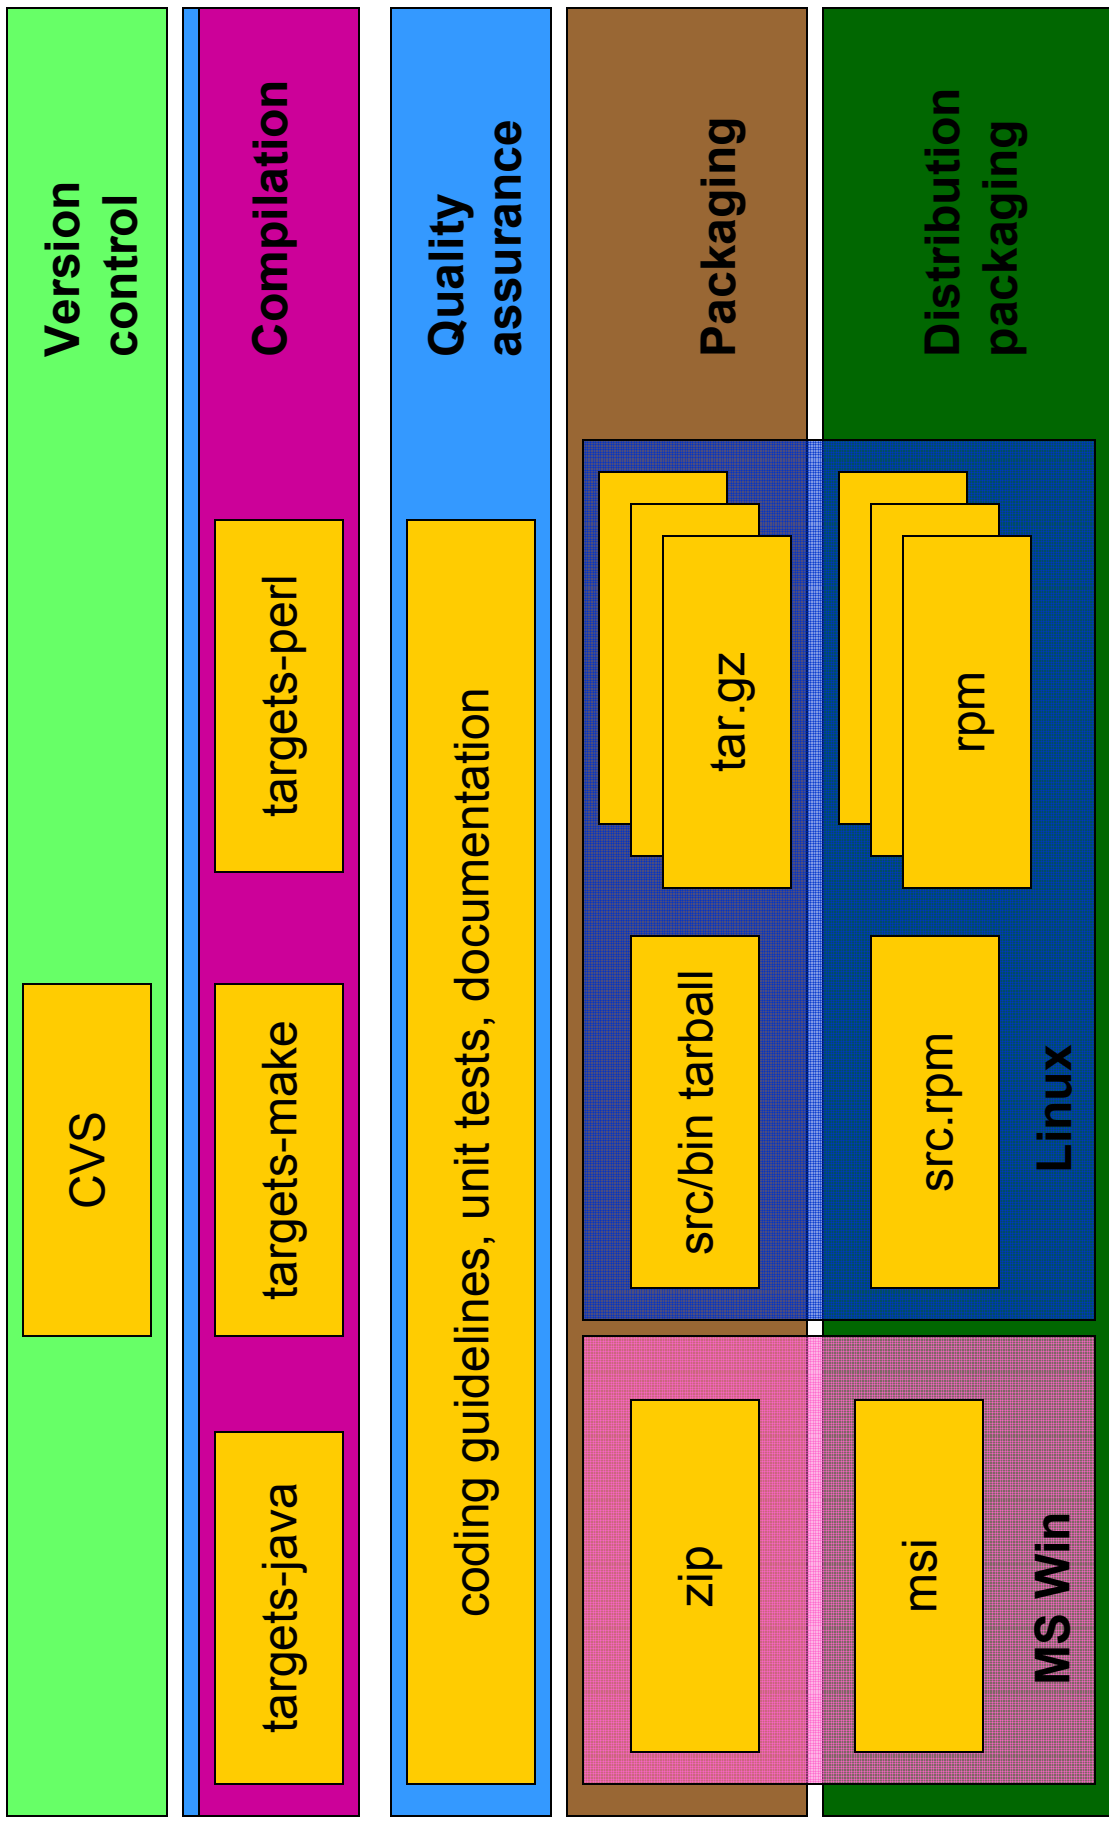 Version
control
CVS
Compilation
targets-java
targets-make
targets-perl
Quality
assurance
coding guidelines, unit tests, documentation
Packaging
zip
src/bin tarball
tar.gz
Distribution
packaging
msi
src.rpm
rpm
MS Win
Linux